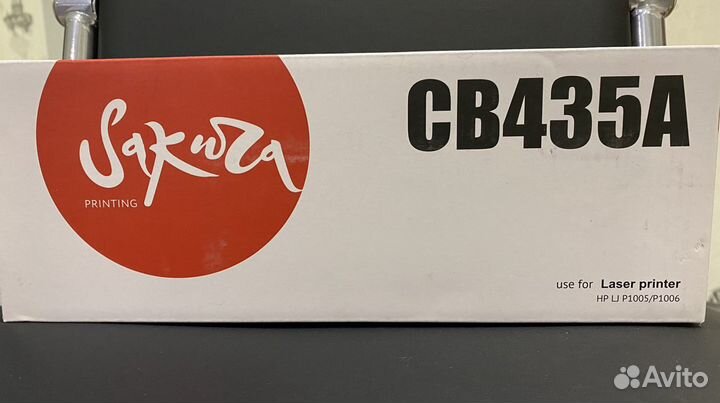 Sakura
PRINTING
CB435A
use for Laser printer
HP LJ P1005/P1006
Avito